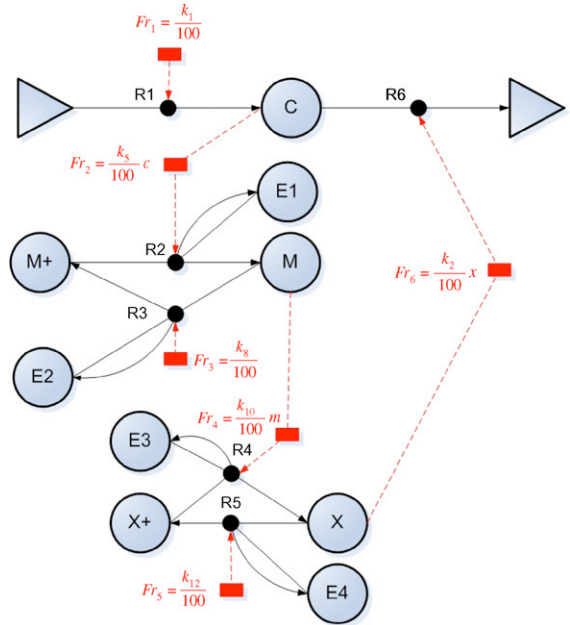 Fr₁ = k₁/100
R1
C
R6
Fr₂ = k₅/100 c
E1
M+
R2
M
Fr₆ = k₂/100 x
R3
E2
Fr₃ = k₈/100
Fr₄ = k₁₀/100 m
E3
R4
X+
R5
X
Fr₅ = k₁₂/100
E4